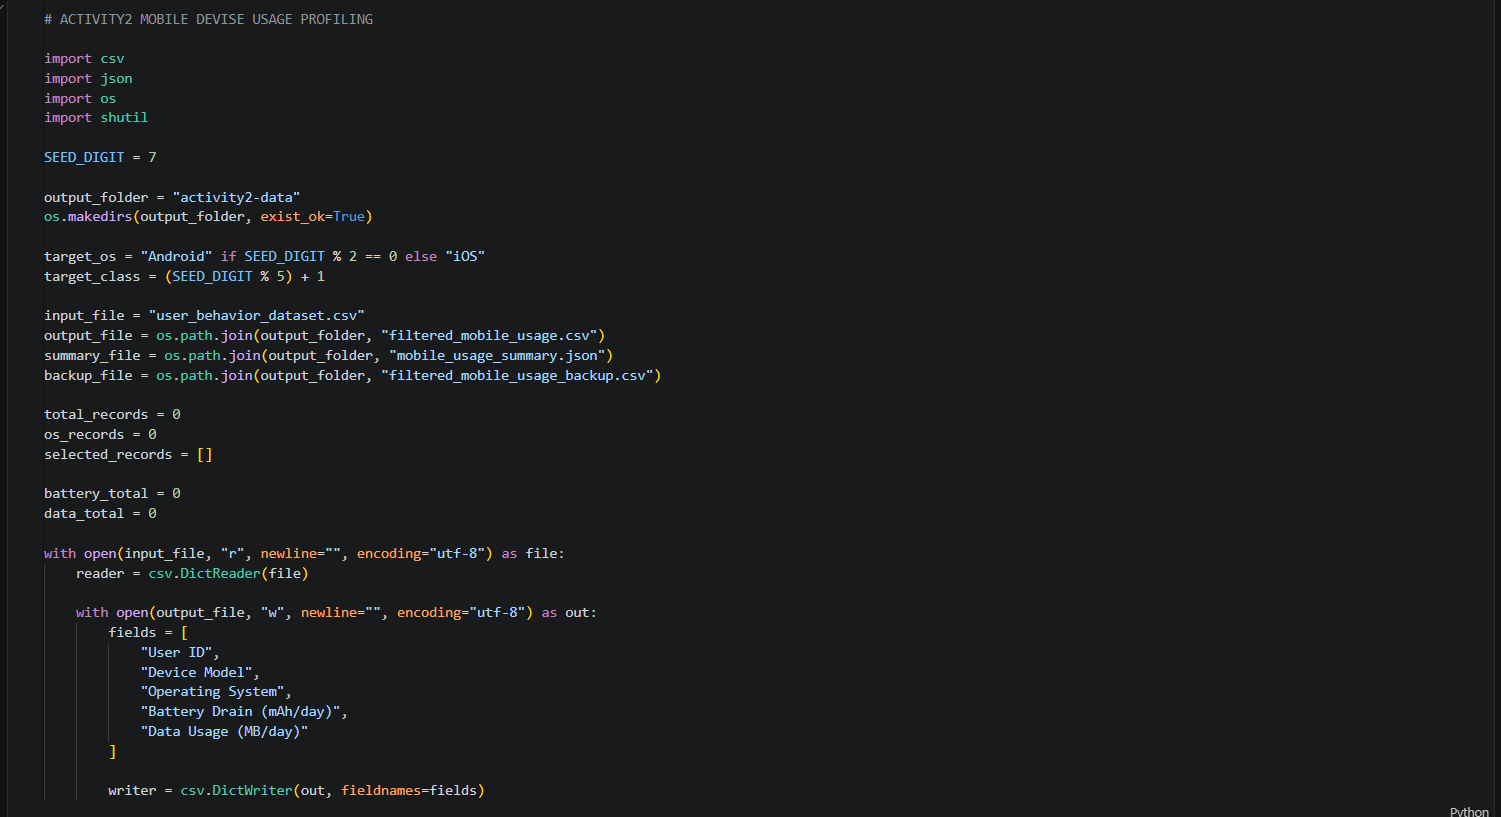 # ACTIVITY2 MOBILE DEVISE USAGE PROFILING
import csv
import json
import os
import shutil
SEED_DIGIT = 7
output_folder = "activity2-data"
os.makedirs(output_folder, exist_ok=True)
target_os = "Android" if SEED_DIGIT % 2 == 0 else "iOS"
target_class = (SEED_DIGIT % 5) + 1
input_file = "user_behavior_dataset.csv"
output_file = os.path.join(output_folder, "filtered_mobile_usage.csv")
summary_file = os.path.join(output_folder, "mobile_usage_summary.json")
backup_file = os.path.join(output_folder, "filtered_mobile_usage_backup.csv")
total_records = 0
os_records = 0
selected_records = []
battery_total = 0
data_total = 0
with open(input_file, "r", newline="", encoding="utf-8") as file:
    reader = csv.DictReader(file)
    with open(output_file, "w", newline="", encoding="utf-8") as out:
        fields = [
            "User ID",
            "Device Model",
            "Operating System",
            "Battery Drain (mAh/day)",
            "Data Usage (MB/day)"
        ]
        writer = csv.DictWriter(out, fieldnames=fields)
Python